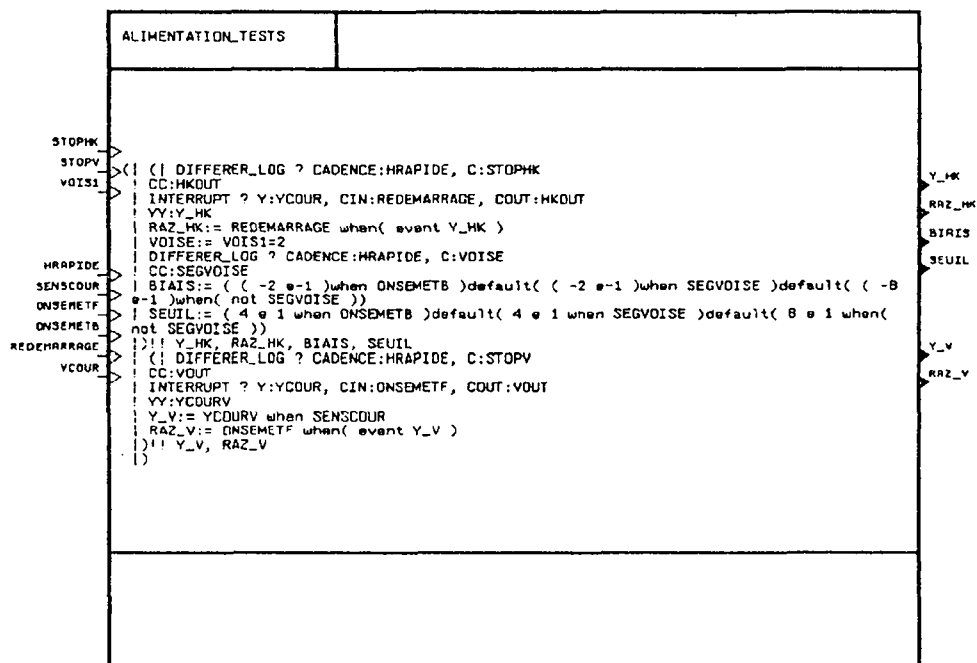 ALIMENTATION_TESTS
STOPHK
STOPV
VOIS1
HRAPIDE
SENSCOUR
ONSEMETF
ONSEMETB
REDEMARRAGE
YCOUR
(| (| DIFFERER_LOG ? CADENCE:HRAPIDE, C:STOPHK
! CC:HKOUT
| INTERRUPT ? Y:YCOUR, CIN:REDEMARRAGE, COUT:HKOUT
! YY:Y_HK
| RAZ_HK:= REDEMARRAGE when( event Y_HK )
| VOISE:= VOIS1=2
| DIFFERER_LOG ? CADENCE:HRAPIDE, C:VOISE
! CC:SEGVOISE
| BIAIS:= ( ( -2 e-1 )when ONSEMETB )default( ( -2 e-1 )when SEGVOISE )default( ( -8
e-1 )when( not SEGVOISE ))
| SEUIL:= ( 4 e 1 when ONSEMETB )default( 4 e 1 when SEGVOISE )default( 8 e 1 when(
not SEGVOISE ))
|)!! Y_HK, RAZ_HK, BIAIS, SEUIL
| (| DIFFERER_LOG ? CADENCE:HRAPIDE, C:STOPV
! CC:VOUT
| INTERRUPT ? Y:YCOUR, CIN:ONSEMETF, COUT:VOUT
! YY:YCOURV
| Y_V:= YCOURV when SENSCOUR
| RAZ_V:= ONSEMETF when( event Y_V )
|)!! Y_V, RAZ_V
|)
Y_HK
RAZ_HK
BIAIS
SEUIL
Y_V
RAZ_V